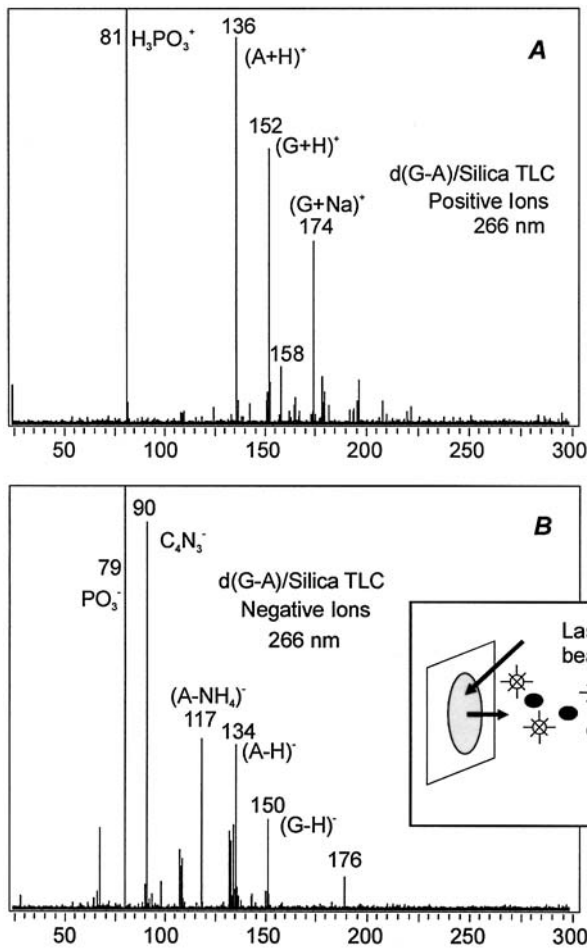 A
81 H₃PO₃⁺
136
(A+H)⁺
152
(G+H)⁺
(G+Na)⁺
174
158
d(G-A)/Silica TLC
Positive Ions
266 nm
50 100 150 200 250 300
B
90
C₄N₃⁻
79
PO₃⁻
d(G-A)/Silica TLC
Negative Ions
266 nm
(A-NH₄)⁻
117
134
(A-H)⁻
150
(G-H)⁻
176
La
bea
50 100 150 200 250 300